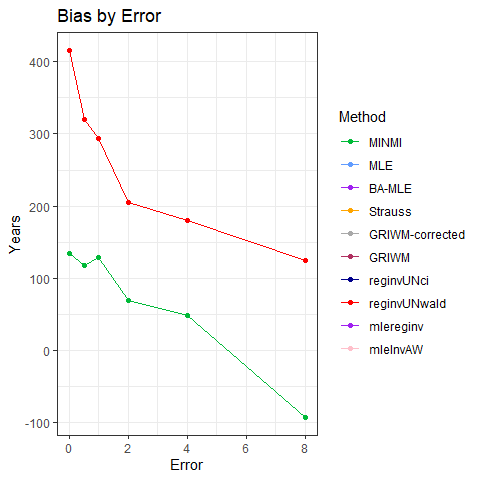 Bias by Error
400
300
200
100
0
-100
Years
0
2
4
6
8
Error
Method
MINMI
MLE
BA-MLE
Strauss
GRIWM-corrected
GRIWM
reginvUNci
reginvUNwald
mlereginv
mleInvAW